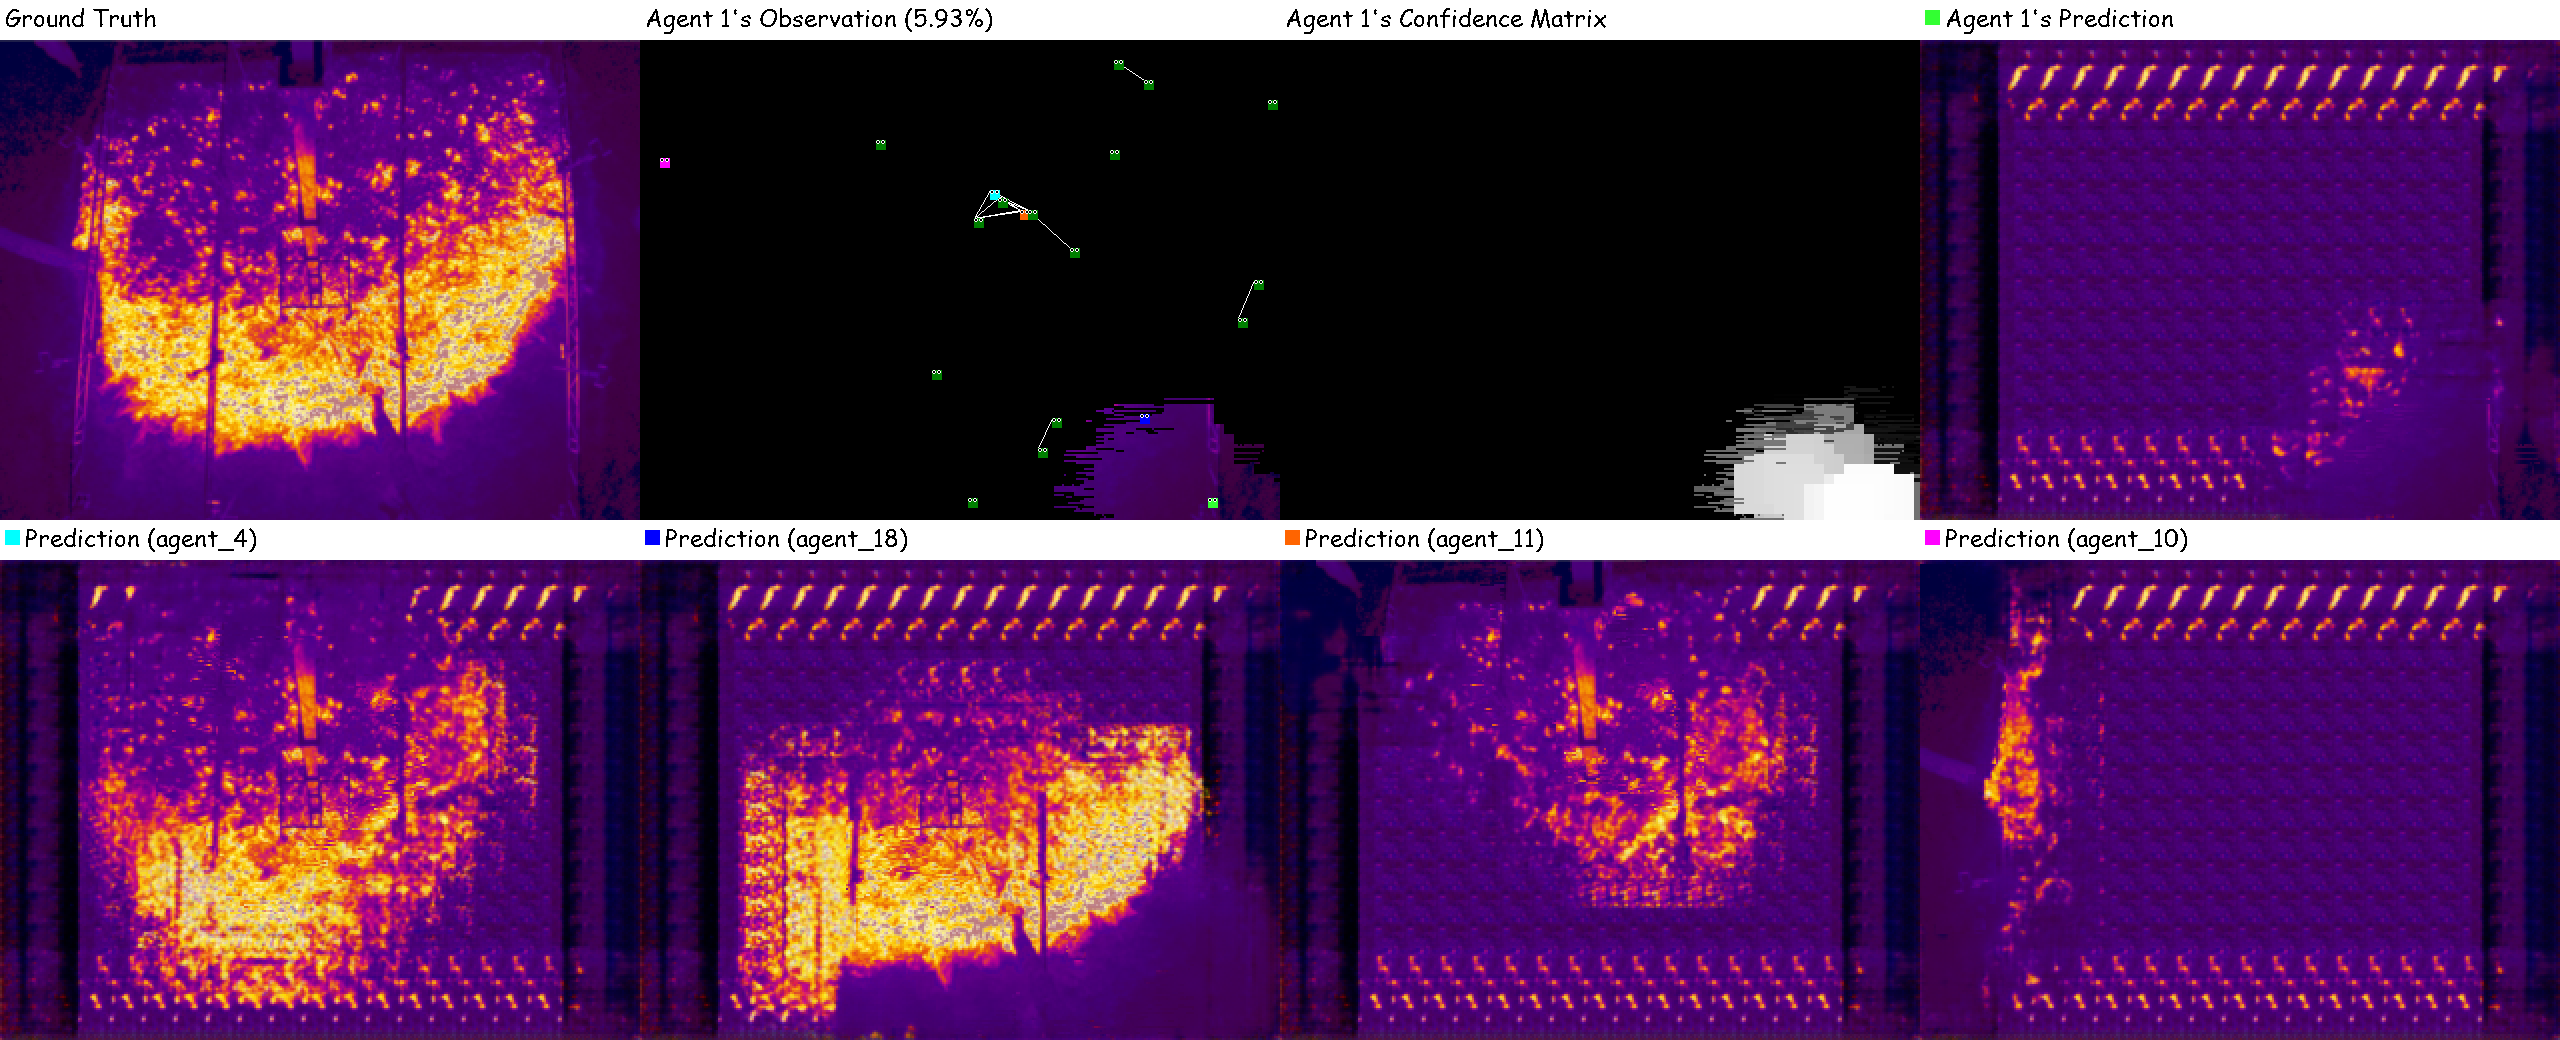 Ground Truth
Agent 1's Observation (5.93%)
Agent 1's Confidence Matrix
Agent 1's Prediction
Prediction (agent_4)
Prediction (agent_18)
Prediction (agent_11)
Prediction (agent_10)